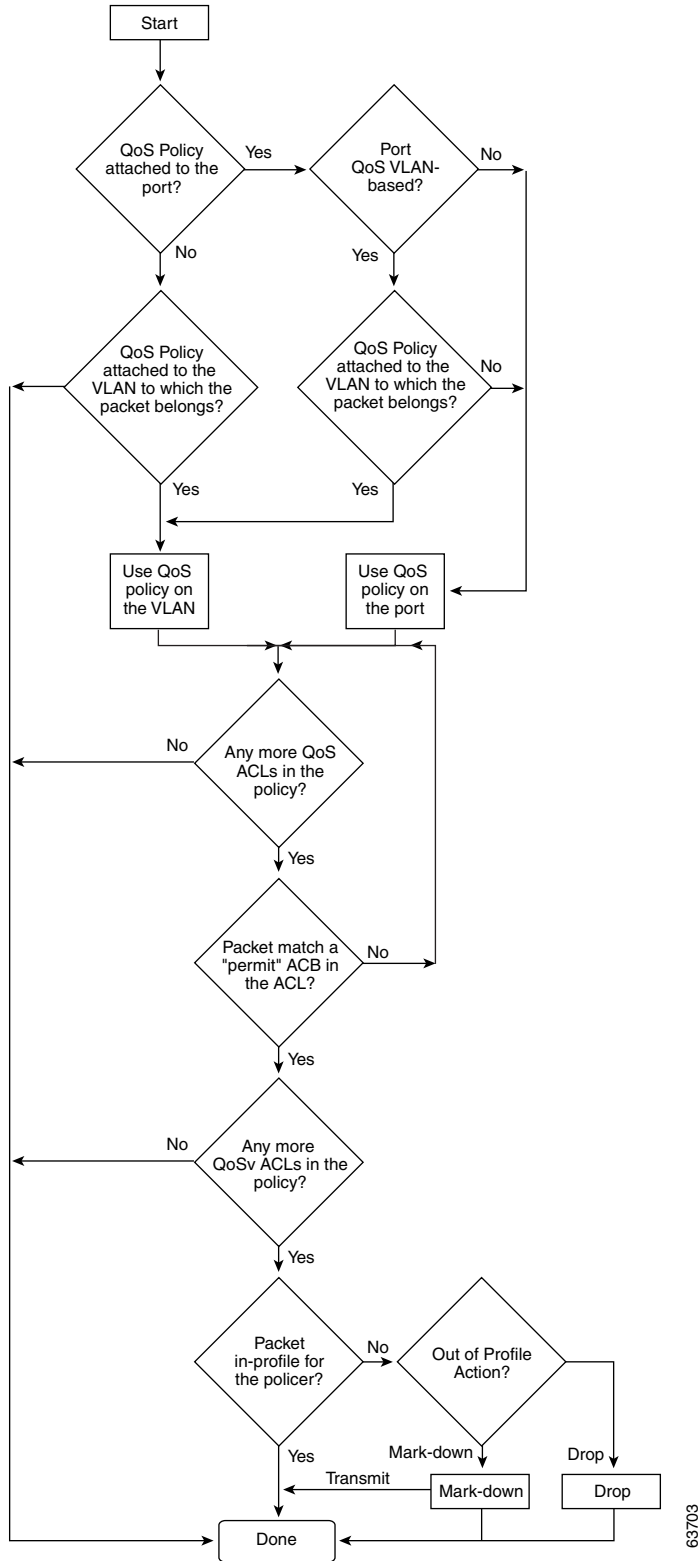 Start
QoS Policy
attached to the
port?
Yes
Port
QoS VLAN-
based?
No
No
Yes
QoS Policy
attached to the
VLAN to which the
packet belongs?
QoS Policy
attached to the
VLAN to which the
packet belongs?
No
Yes
Yes
Use QoS
policy on
the VLAN
Use QoS
policy on
the port
No
Any more QoS
ACLs in the
policy?
Yes
Packet match a
"permit" ACB in
the ACL?
No
Yes
No
Any more
QoSv ACLs in the
policy?
Yes
Packet
in-profile for
the policer?
No
Out of Profile
Action?
Yes
Mark-down
Drop
Transmit
Mark-down
Drop
Done
63703